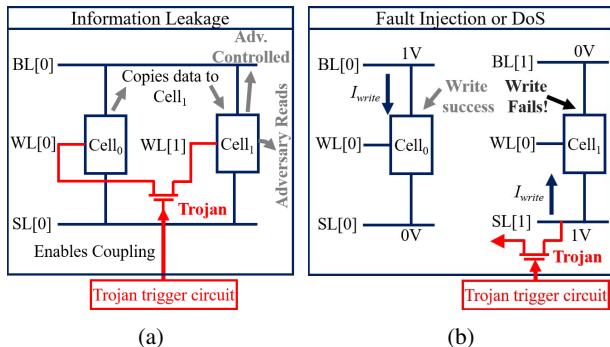 Information Leakage
Adv.
Controlled
BL[0]
Copies data to
Cell1
WL[0]
Cell0
WL[1]
Cell1
Adversary Reads
Trojan
SL[0]
Enables Coupling
Trojan trigger circuit
(a)
Fault Injection or DoS
1V
0V
BL[0]
BL[1]
Iwrite
Write
success
Write
Fails!
WL[0]
Cell0
WL[0]
Cell1
Iwrite
SL[0]
0V
SL[1]
1V
Trojan
Trojan trigger circuit
(b)